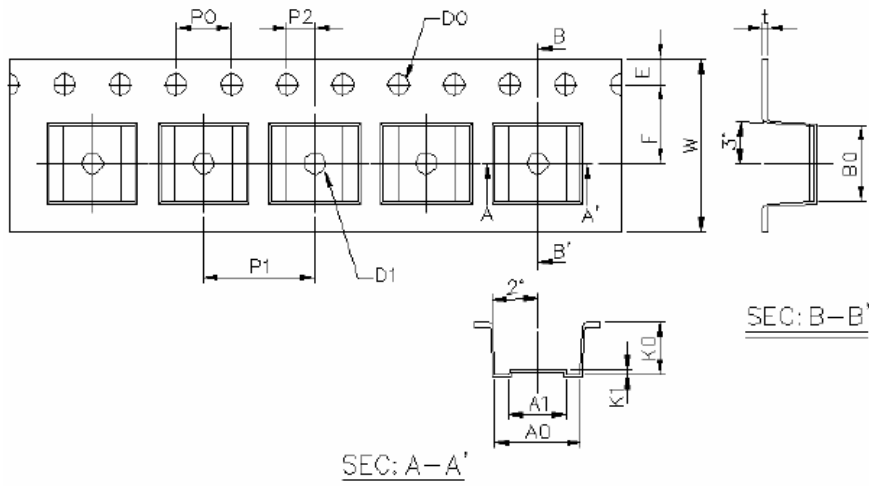 P0
P2
D0
B
t
E
F
W
3°
B0
A
A'
B'
P1
D1
2°
SEC: B-B'
K0
K1
A1
A0
SEC: A-A'